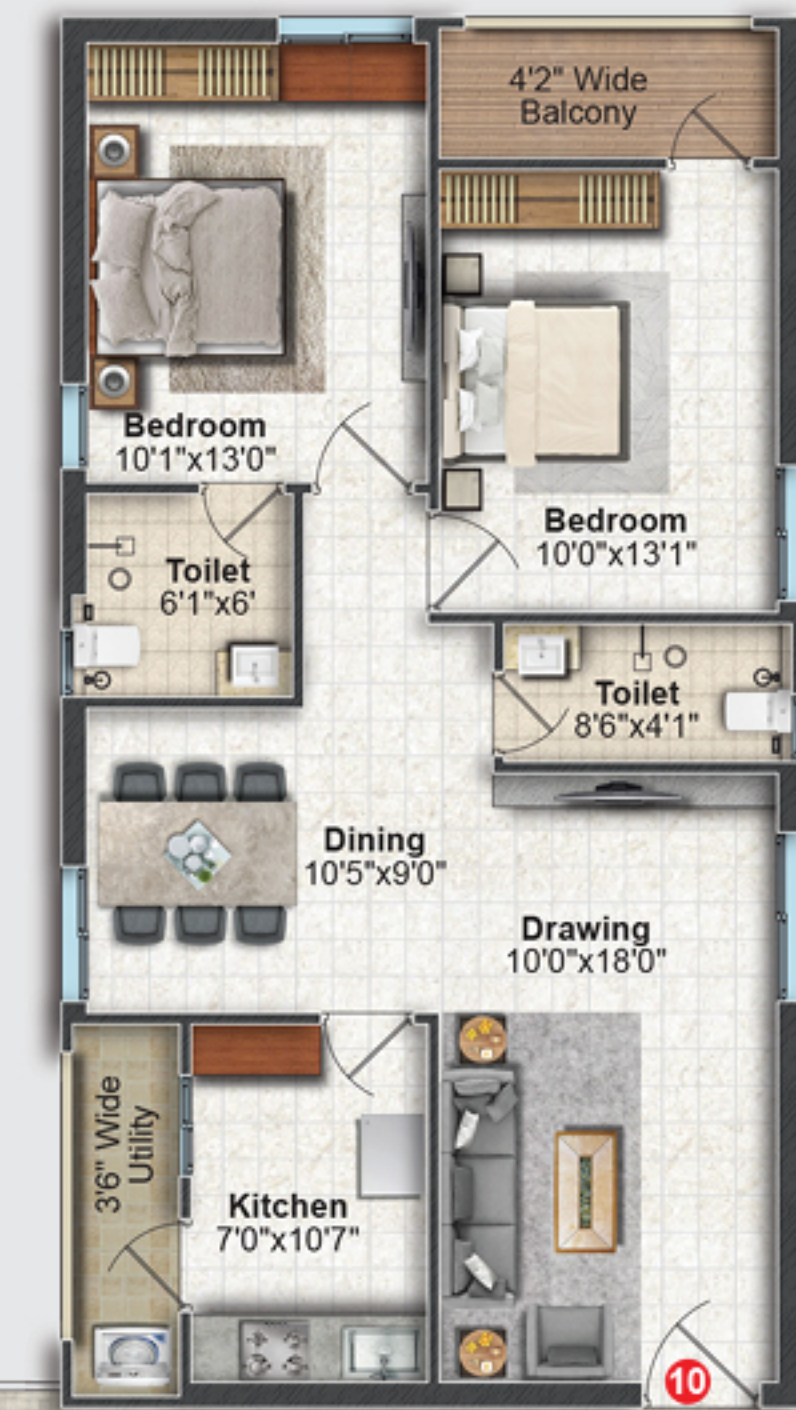 4'2" Wide
Balcony
Bedroom
10'1"x13'0"
Bedroom
10'0"x13'1"
Toilet
6'1"x6'
Toilet
8'6"x4'1"
Dining
10'5"x9'0"
Drawing
10'0"x18'0"
3'6" Wide
Utility
Kitchen
7'0"x10'7"
10